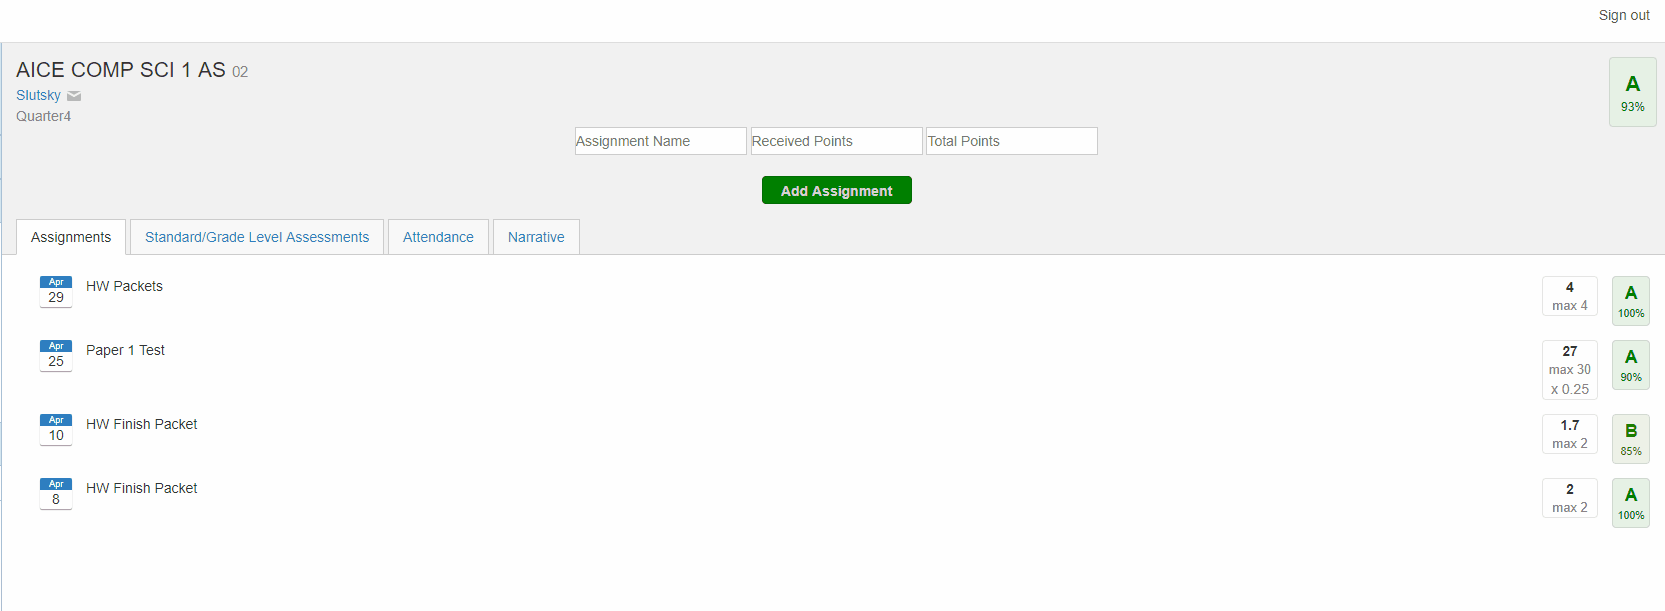 Sign out
AICE COMP SCI 1 AS 02
Slutsky
Quarter4
A
93%
Assignment Name Received Points Total Points
Add Assignment
Assignments Standard/Grade Level Assessments Attendance Narrative
Apr
29
HW Packets
4
max 4
A
100%
Apr
25
Paper 1 Test
27
max 30
x 0.25
A
90%
Apr
10
HW Finish Packet
1.7
max 2
B
85%
Apr
8
HW Finish Packet
2
max 2
A
100%